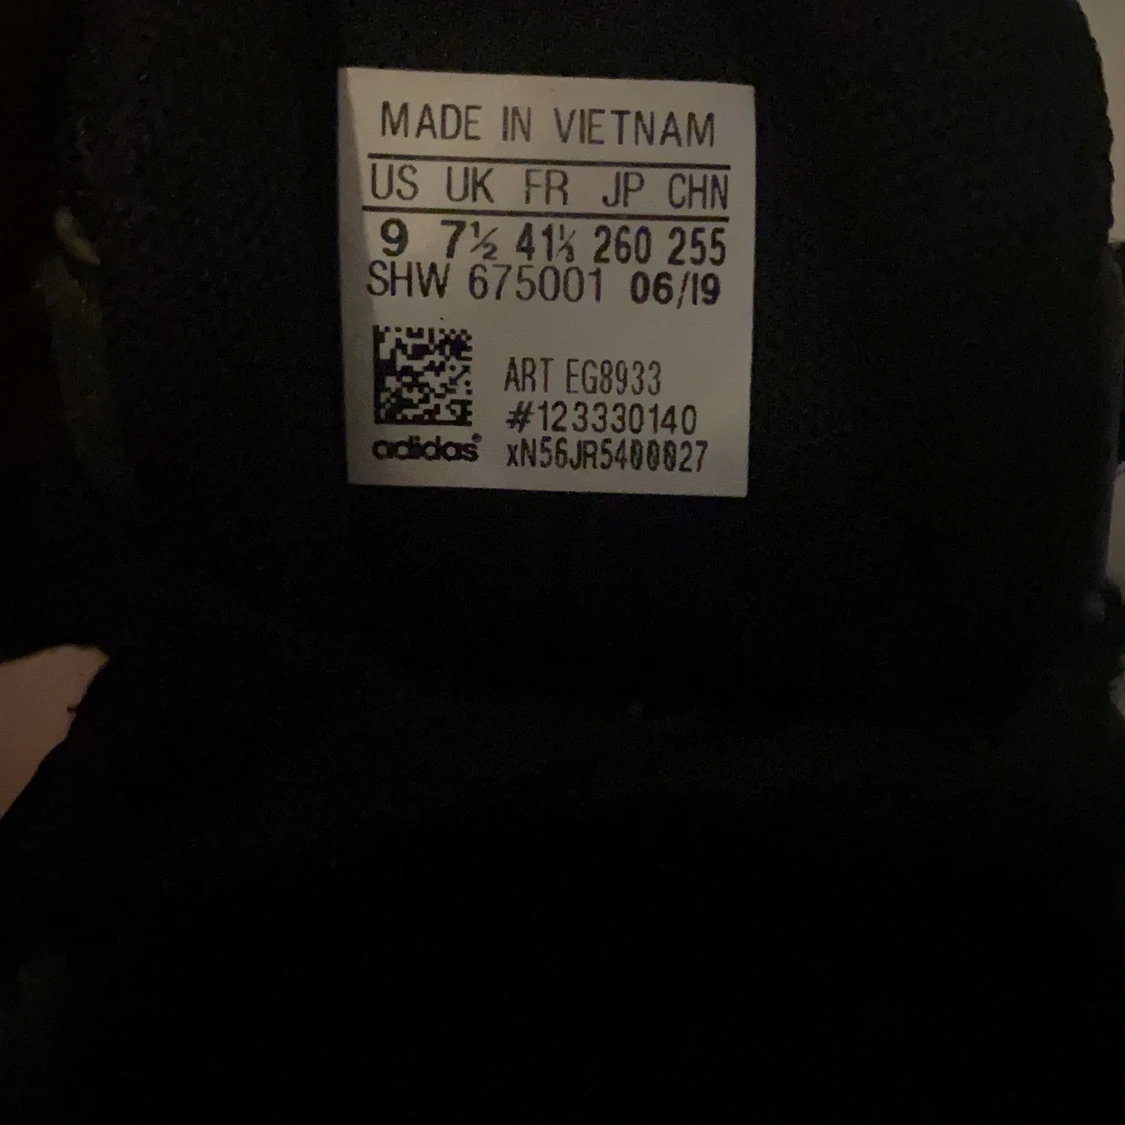 MADE IN VIETNAM
US UK FR JP CHN
9 7½ 41⅓ 260 255
SHW 675001 06/19
ART EG8933
#123330140
adidas® xN56JR5400027